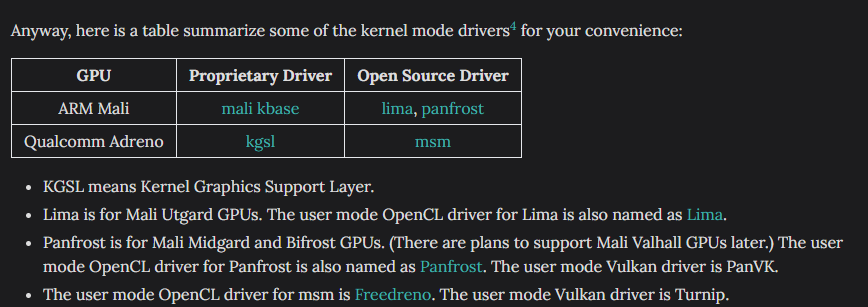 Anyway, here is a table summarize some of the kernel mode drivers4 for your convenience:
GPU Proprietary Driver Open Source Driver
ARM Mali mali kbase lima, panfrost
Qualcomm Adreno kgsl msm
• KGSL means Kernel Graphics Support Layer.
• Lima is for Mali Utgard GPUs. The user mode OpenCL driver for Lima is also named as Lima.
• Panfrost is for Mali Midgard and Bifrost GPUs. (There are plans to support Mali Valhall GPUs later.) The user
mode OpenCL driver for Panfrost is also named as Panfrost. The user mode Vulkan driver is PanVK.
• The user mode OpenCL driver for msm is Freedreno. The user mode Vulkan driver is Turnip.